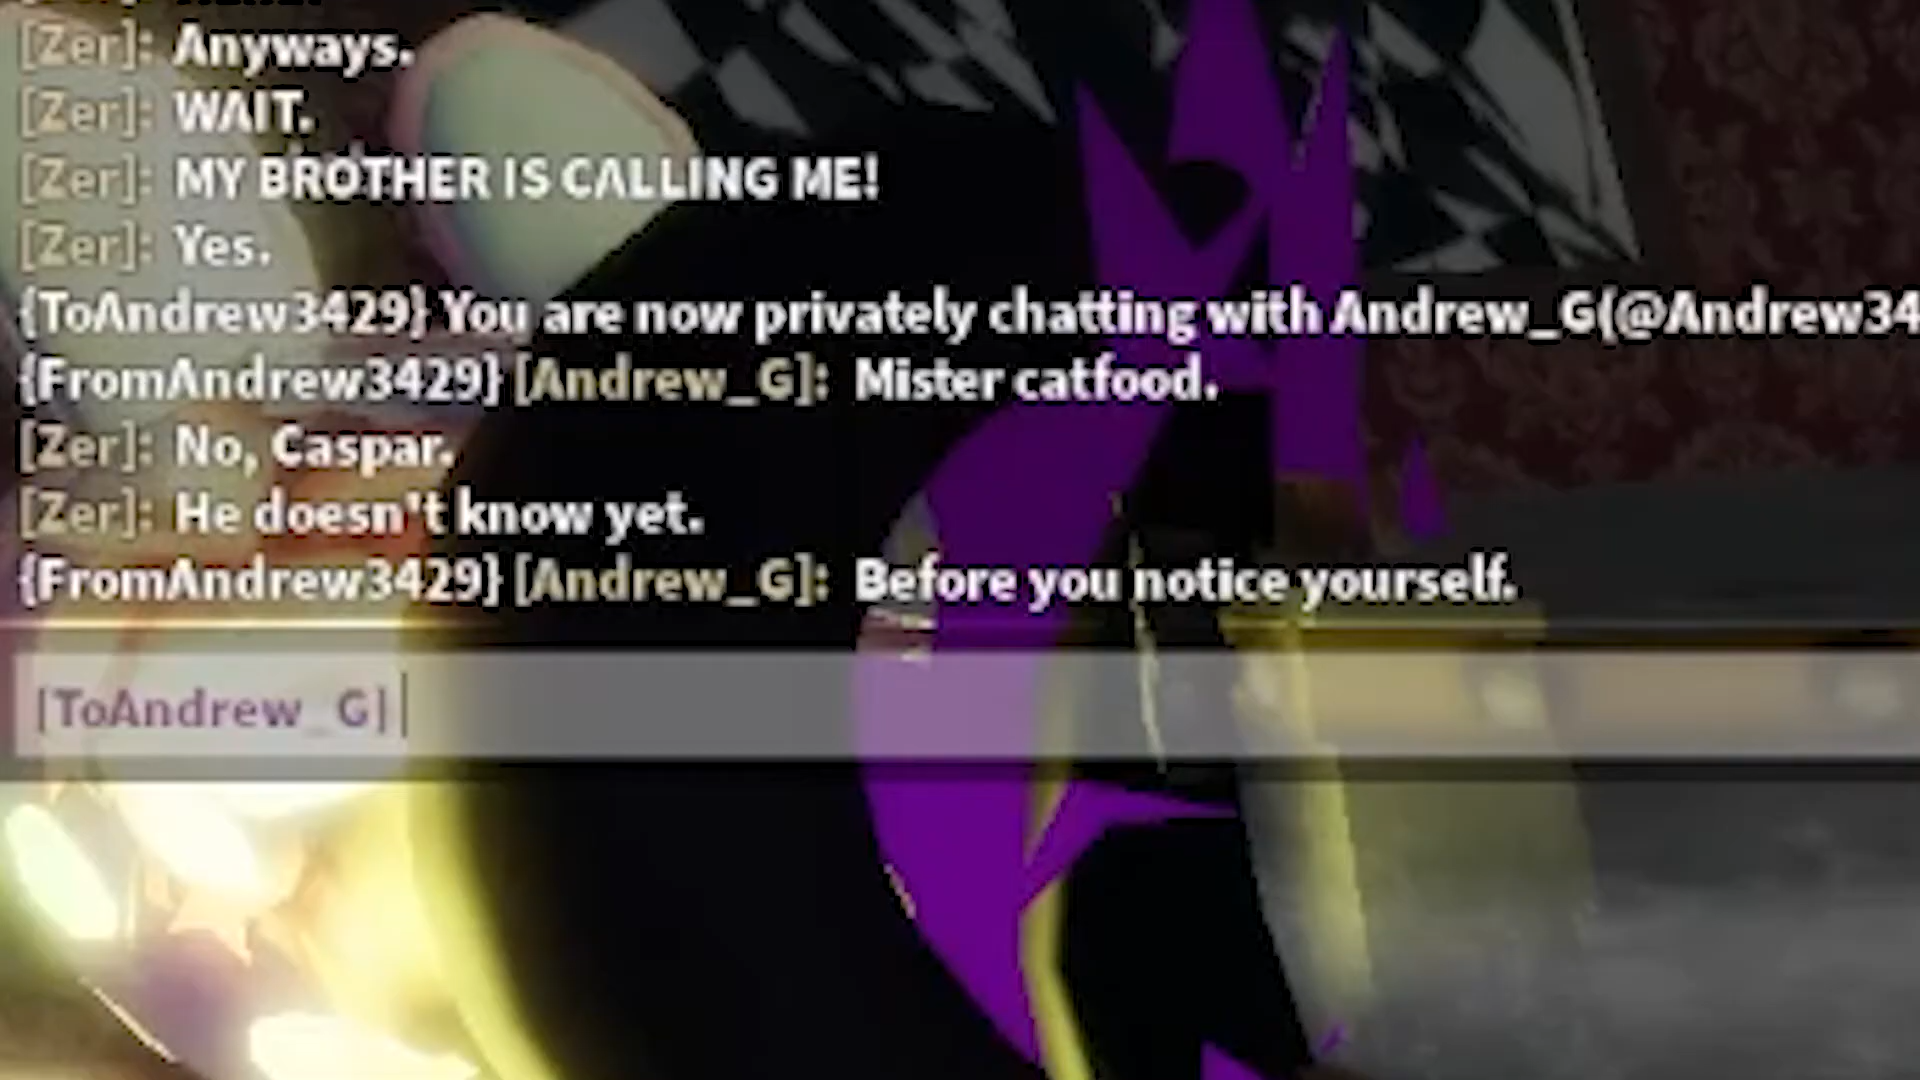 [Zer]: Anyways.
[Zer]: WAIT.
[Zer]: MY BROTHER IS CALLING ME!
[Zer]: Yes.
{ToAndrew3429} You are now privately chatting with Andrew_G(@Andrew34
{FromAndrew3429} [Andrew_G]: Mister catfood.
[Zer]: No, Caspar.
[Zer]: He doesn't know yet.
{FromAndrew3429} [Andrew_G]: Before you notice yourself.
[ToAndrew_G]